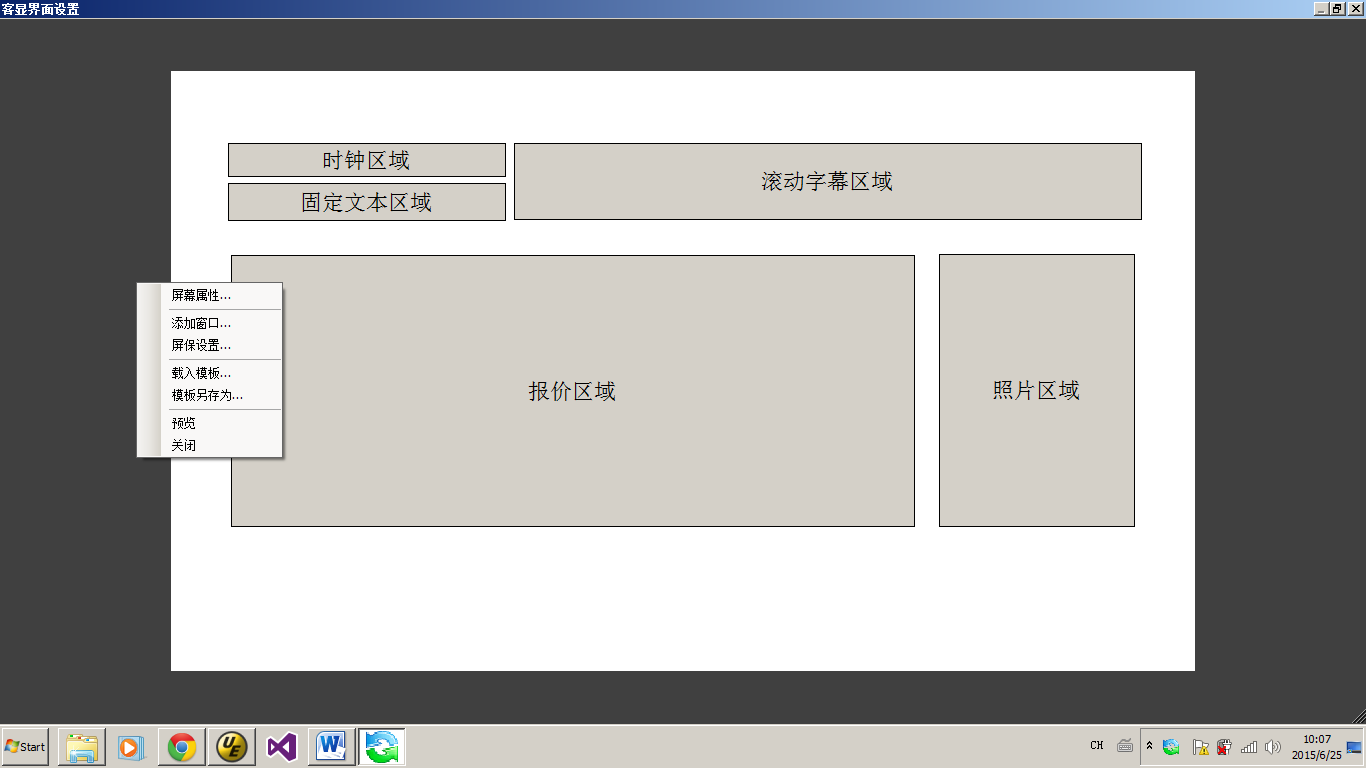 客显界面设置
时钟区域
固定文本区域
滚动字幕区域
屏幕属性...
添加窗口...
屏保设置...
载入模板...
模板另存为...
预览
关闭
报价区域
照片区域
Start
UE
W
CH
10:07
2015/6/25